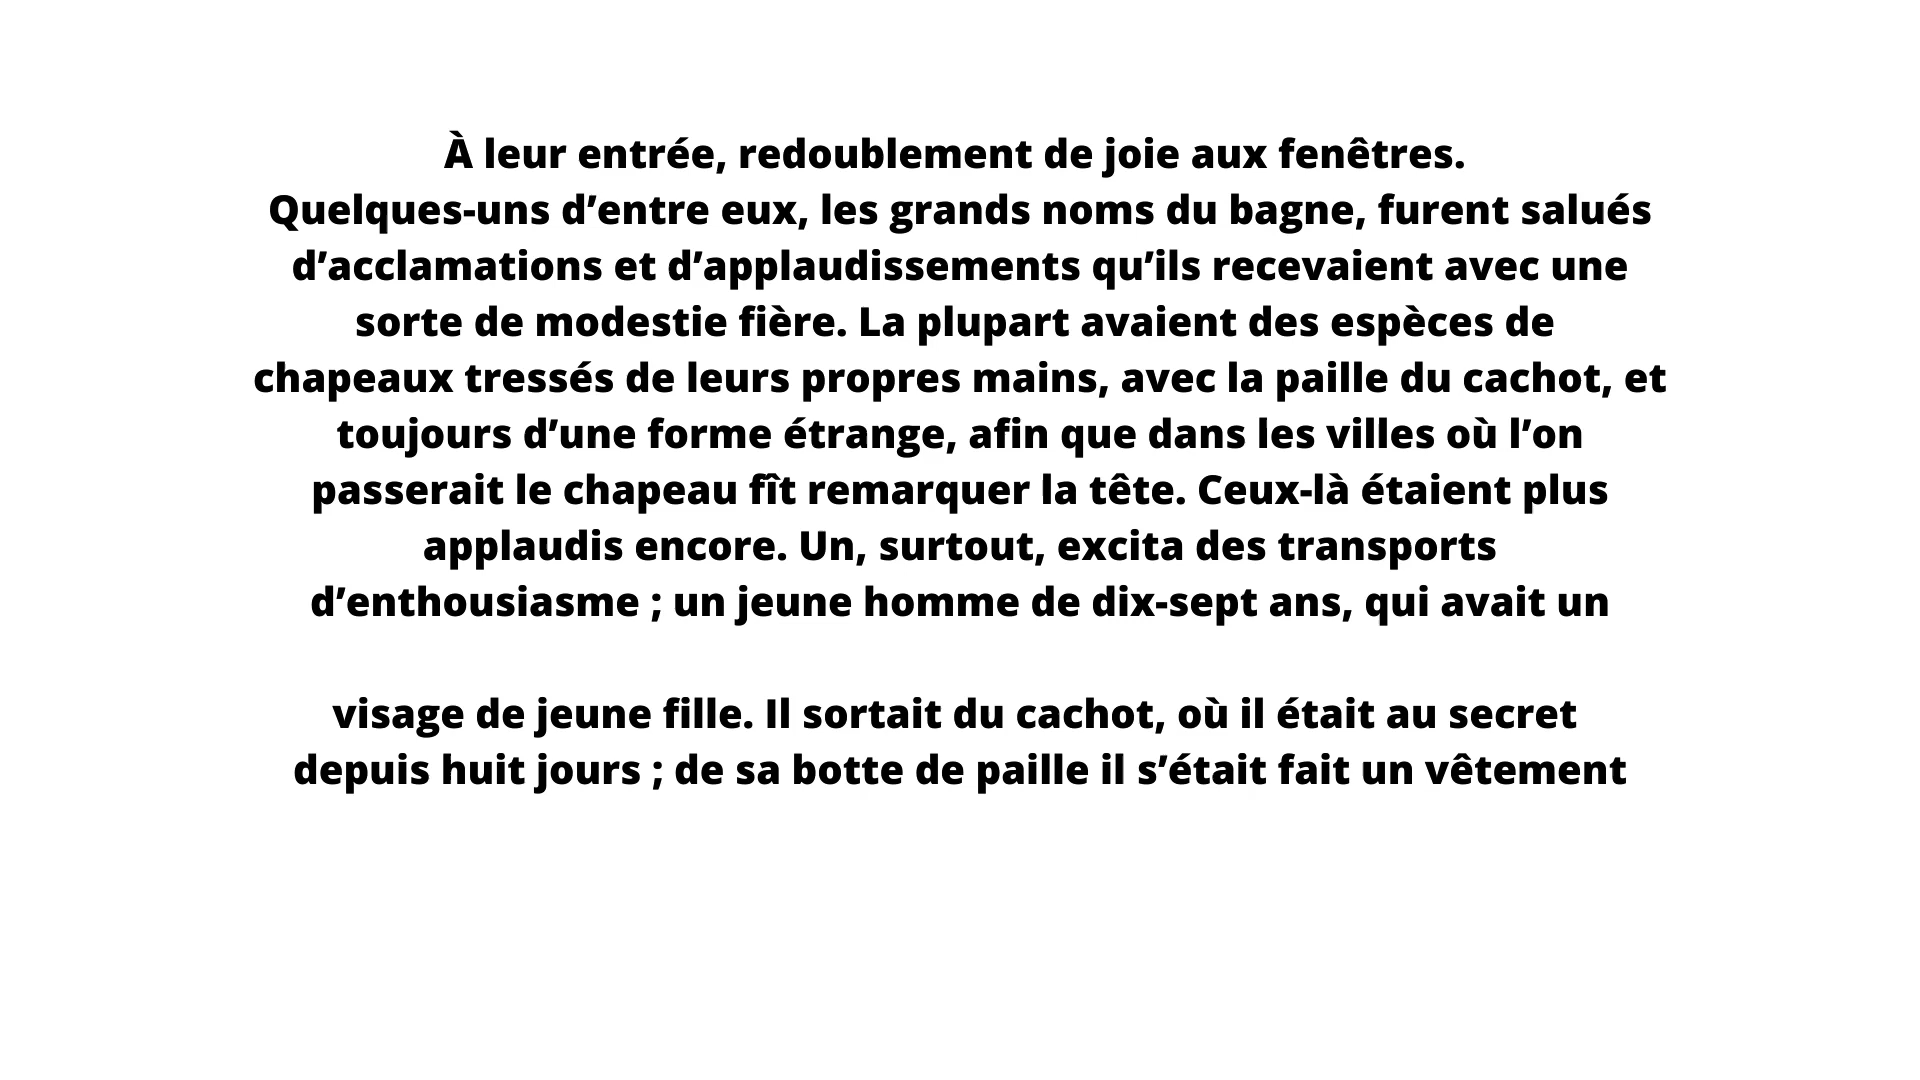 À leur entrée, redoublement de joie aux fenêtres.
Quelques-uns d’entre eux, les grands noms du bagne, furent salués
d’acclamations et d’applaudissements qu’ils recevaient avec une
sorte de modestie fière. La plupart avaient des espèces de
chapeaux tressés de leurs propres mains, avec la paille du cachot, et
toujours d’une forme étrange, afin que dans les villes où l’on
passerait le chapeau fît remarquer la tête. Ceux-là étaient plus
applaudis encore. Un, surtout, excita des transports
d’enthousiasme ; un jeune homme de dix-sept ans, qui avait un
visage de jeune fille. Il sortait du cachot, où il était au secret
depuis huit jours ; de sa botte de paille il s’était fait un vêtement